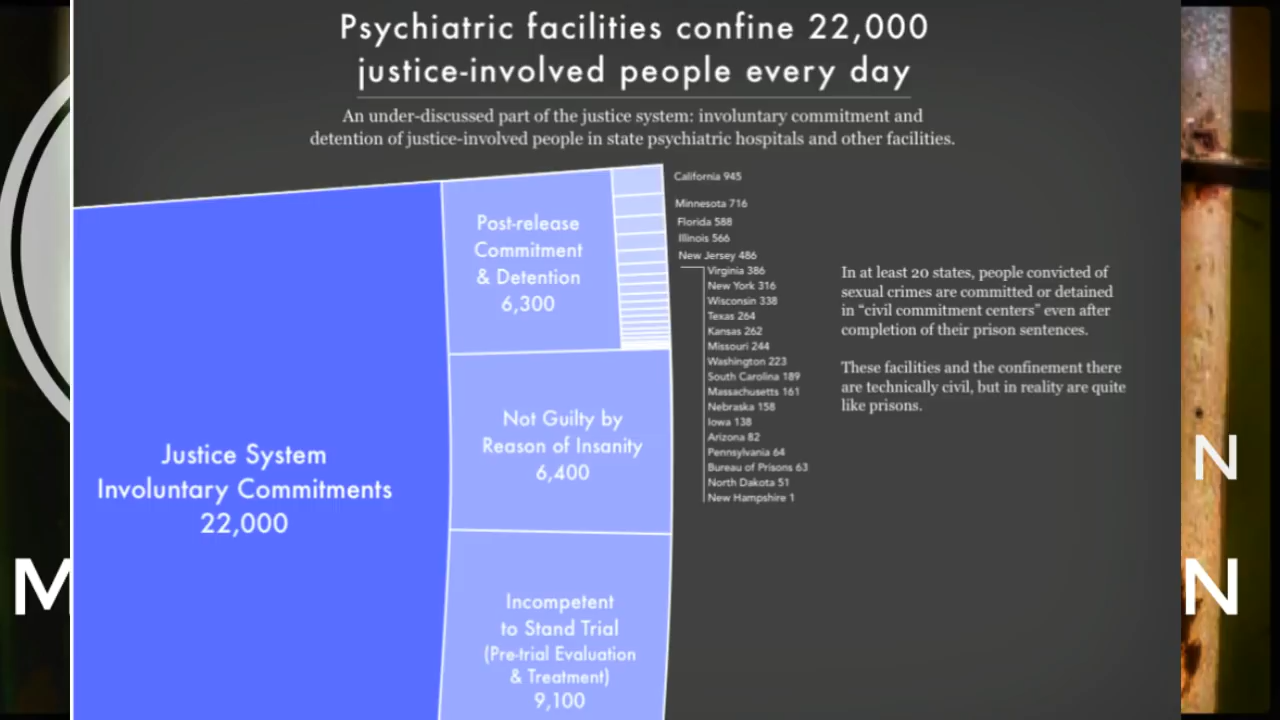 Psychiatric facilities confine 22,000
justice-involved people every day
An under-discussed part of the justice system: involuntary commitment and
detention of justice-involved people in state psychiatric hospitals and other facilities.
Justice System
Involuntary Commitments
22,000
Post-release
Commitment
& Detention
6,300
Not Guilty by
Reason of Insanity
6,400
Incompetent
to Stand Trial
(Pre-trial Evaluation
& Treatment)
9,100
California 945
Minnesota 716
Florida 588
Illinois 566
New Jersey 486
Virginia 386
New York 316
Wisconsin 338
Texas 264
Kansas 262
Missouri 244
Washington 223
South Carolina 189
Massachusetts 161
Nebraska 158
Iowa 138
Arizona 82
Pennsylvania 64
Bureau of Prisons 63
North Dakota 51
New Hampshire 1
In at least 20 states, people convicted of
sexual crimes are committed or detained
in “civil commitment centers” even after
completion of their prison sentences.
These facilities and the confinement there
are technically civil, but in reality are quite
like prisons.
N
M
N